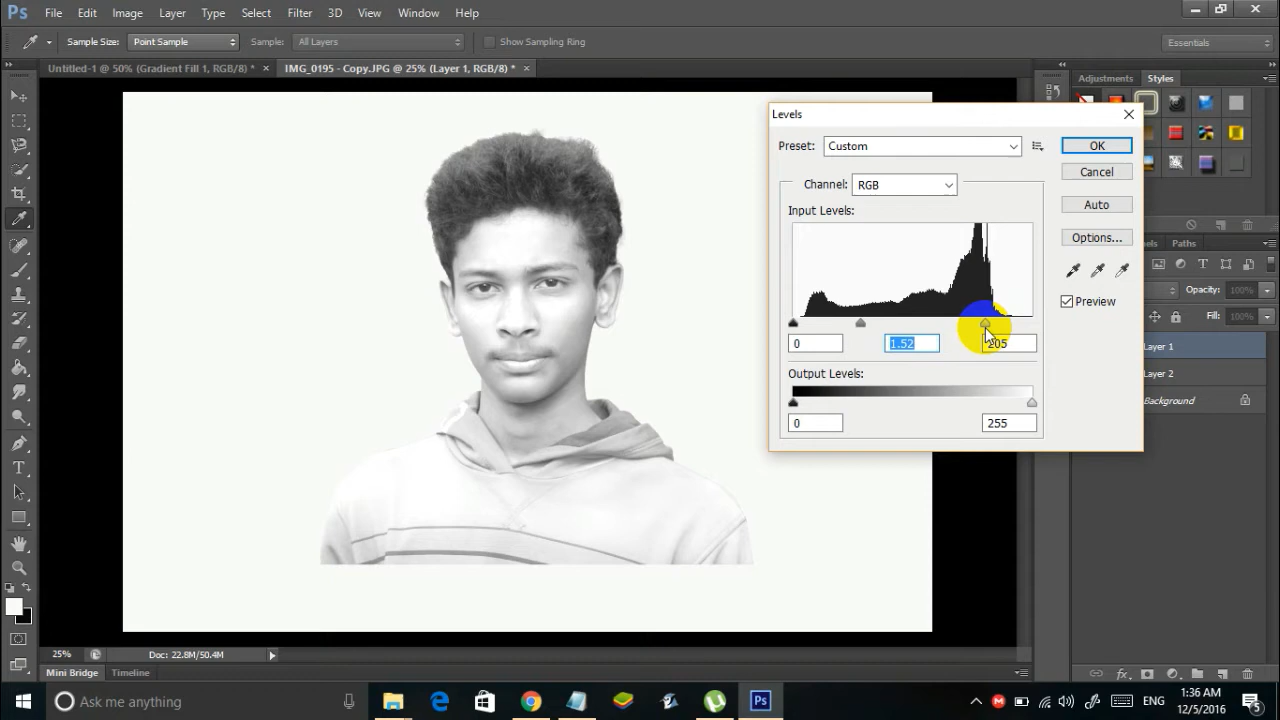 Ps File Edit Image Layer Type Select Filter 3D View Window Help
Sample Size: Point Sample Sample: All Layers Show Sampling Ring Essentials
Untitled-1 @ 50% (Gradient Fill 1, RGB/8) * × IMG_0195 - Copy.JPG @ 25% (Layer 1, RGB/8) * ×
Adjustments Styles
Levels
Preset: Custom OK
Cancel
Channel: RGB
Auto
Input Levels:
Options...
Paths
Opacity: 100%
Preview
Fill: 100%
0 1.52 205
Layer 1
Output Levels:
Layer 2
Background
0 255
25% Doc: 22.8M/50.4M
Mini Bridge Timeline
Ask me anything
Ps
ENG
1:36 AM
12/5/2016
5